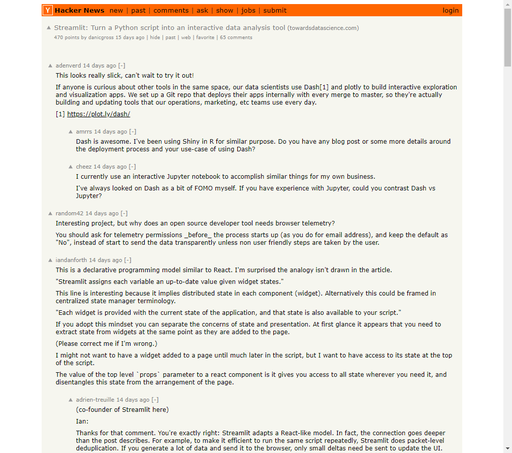 Y Hacker News new | past | comments | ask | show | jobs | submit login
Streamlit: Turn a Python script into an interactive data analysis tool (towardsdatascience.com)
470 points by danicgross 15 days ago | hide | past | web | favorite | 83 comments
adenverd 14 days ago [-]
This looks really slick, can't wait to try it out!
If anyone is curious about other tools in the same space, our data scientists use Dash[1] and plotly to build interactive exploration
and visualization apps. We set up a Git repo that deploys their apps internally with every merge to master, so they're actually
building and updating tools that our operations, marketing, etc teams use every day.
[1] https://plot.ly/dash/
amrrs 14 days ago [-]
Dash is awesome. I've been using Shiny in R for similar purpose. Do you have any blog post or some more details around
the deployment process and your use-case of using Dash?
cheez 14 days ago [-]
I currently use an interactive Jupyter notebook to accomplish similar things for my own business.
I've always looked on Dash as a bit of FOMO myself. If you have experience with Jupyter, could you contrast Dash vs
Jupyter?
random42 14 days ago [-]
Interesting project, but why does an open source developer tool needs browser telemetry?
You should ask for telemetry permissions _before_ the process starts up (as you do for email address), and keep the default as
"No", instead of start to send the data transparently unless non user friendly steps are taken by the user.
iandanforth 14 days ago [-]
This is a declarative programming model similar to React. I'm surprised the analogy isn't drawn in the article.
"Streamlit assigns each variable an up-to-date value given widget states."
This line is interesting because it implies distributed state in each component (widget). Alternatively this could be framed in
centralized state manager terminology.
"Each widget is provided with the current state of the application, and that state is also available to your script."
If you adopt this mindset you can separate the concerns of state and presentation. At first glance it appears that you need to
extract state from widgets at the same point as they are added to the page.
(Please correct me if I'm wrong.)
I might not want to have a widget added to a page until much later in the script, but I want to have access to its state at the top
of the script.
The value of the top level `props` parameter to a react component is it gives you access to all state wherever you need it, and
disentangles this state from the arrangement of the page.
adrien-treuille 14 days ago [-]
(co-founder of Streamlit here)
Ian:
Thanks for that comment. You're exactly right: Streamlit adapts a React-like model. In fact, the connection goes deeper
than the post describes. For example, to make it efficient to run the same script repeatedly, Streamlit does packet-level
deduplication. If you generate a lot of data and send it to the browser, only small deltas need be sent to update the UI.